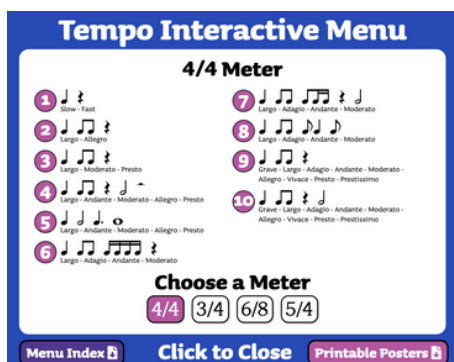 Tempo Interactive Menu
4/4 Meter
1
Slow - Fast
2
Largo - Allegro
3
Largo - Moderato - Presto
4
Largo - Andante - Moderato - Allegro - Presto
5
Largo - Andante - Moderato - Allegro - Presto
6
Largo - Adagio - Andante - Moderato
7
Largo - Adagio - Andante - Moderato
8
Largo - Adagio - Andante - Moderato
9
Grave - Largo - Adagio - Andante - Moderato -
Allegro - Vivace - Presto - Prestissimo
10
Grave - Largo - Adagio - Andante - Moderato -
Allegro - Vivace - Presto - Prestissimo
Choose a Meter
4/4 3/4 6/8 5/4
Menu Index Click to Close Printable Posters